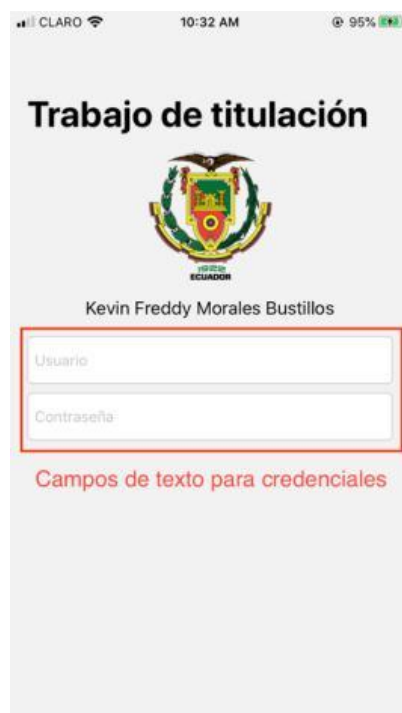 CLARO 10:32 AM 95%
Trabajo de titulación
1922
ECUADOR
Kevin Freddy Morales Bustillos
Usuario
Contraseña
Campos de texto para credenciales